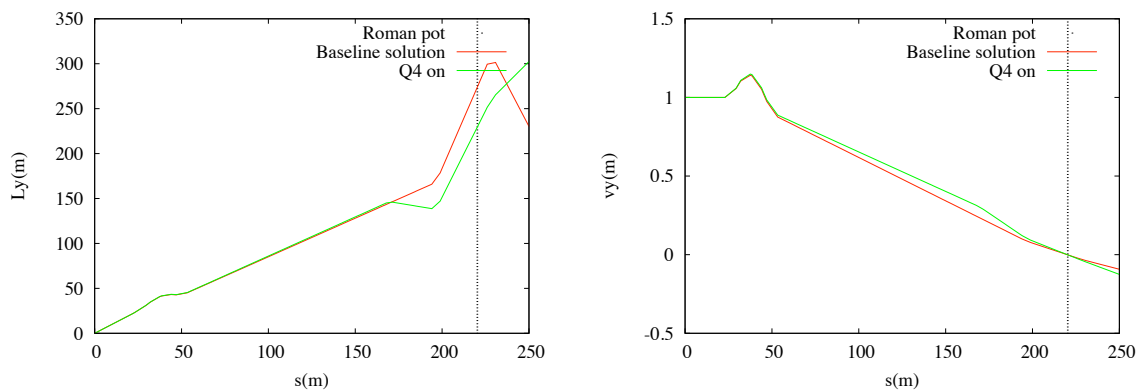 350
300
250
200
150
100
50
0
Ly(m)
0 50 100 150 200 250
s(m)
Roman pot
Baseline solution
Q4 on
1.5
1
0.5
0
-0.5
vy(m)
0 50 100 150 200 250
s(m)
Roman pot
Baseline solution
Q4 on